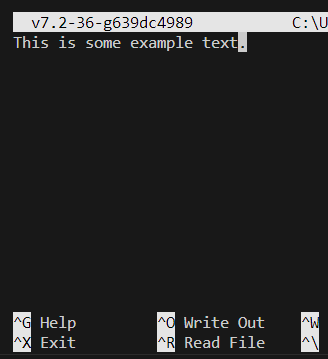 v7.2-36-g639dc4989 C:\U
This is some example text.
^G Help ^O Write Out ^W
^X Exit ^R Read File ^\